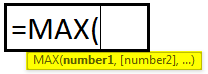 =MAX(
MAX(number1, [number2], ...)